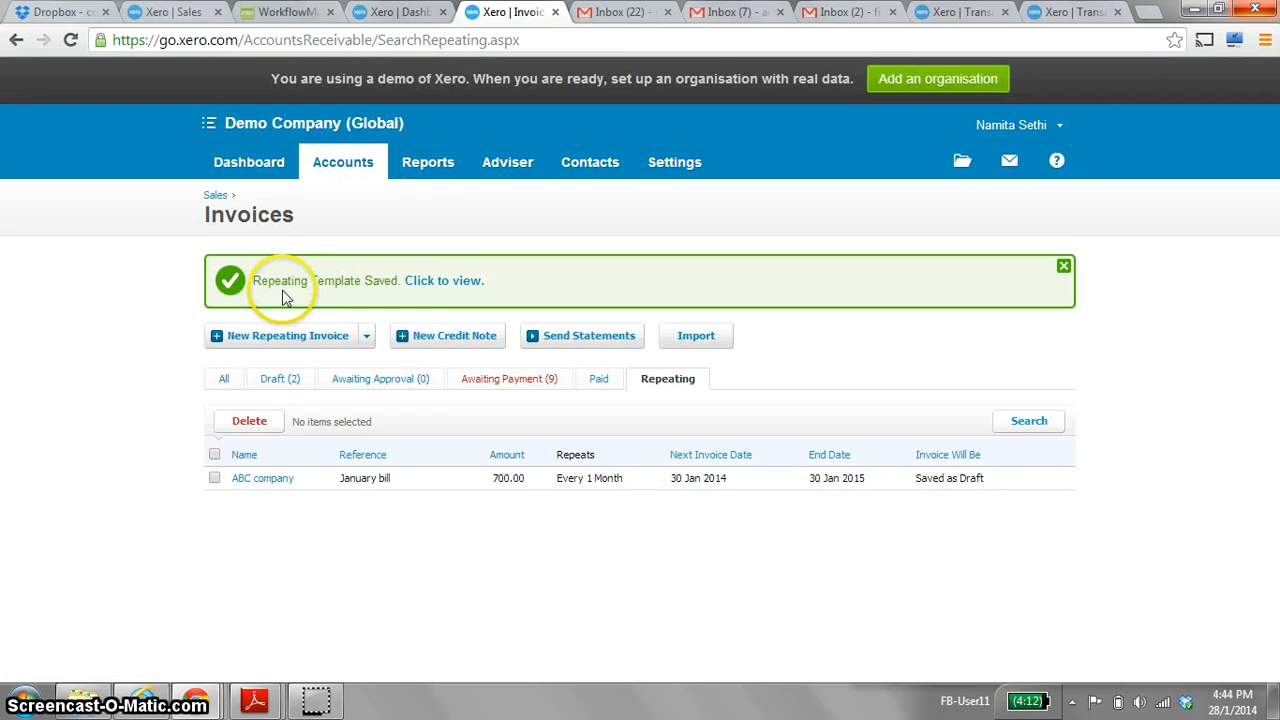 Dropbox - ce
Xero | Sales
WorkflowM
Xero | Dashb
Xero | Invoic
Inbox (22) -
Inbox (7) - a
Inbox (2) - f
Xero | Trans
Xero | Trans
https://go.xero.com/AccountsReceivable/SearchRepeating.aspx
You are using a demo of Xero. When you are ready, set up an organisation with real data.
Add an organisation
Demo Company (Global)
Namita Sethi
Dashboard
Accounts
Reports
Adviser
Contacts
Settings
?
Sales ›
Invoices
Repeating Template Saved. Click to view.
New Repeating Invoice
New Credit Note
Send Statements
Import
All
Draft (2)
Awaiting Approval (0)
Awaiting Payment (9)
Paid
Repeating
Delete
No items selected
Search
Name
Reference
Amount
Repeats
Next Invoice Date
End Date
Invoice Will Be
ABC company
January bill
700.00
Every 1 Month
30 Jan 2014
30 Jan 2015
Saved as Draft
Screencast-O-Matic.com
FB-User11
(4:12)
4:44 PM
28/1/2014